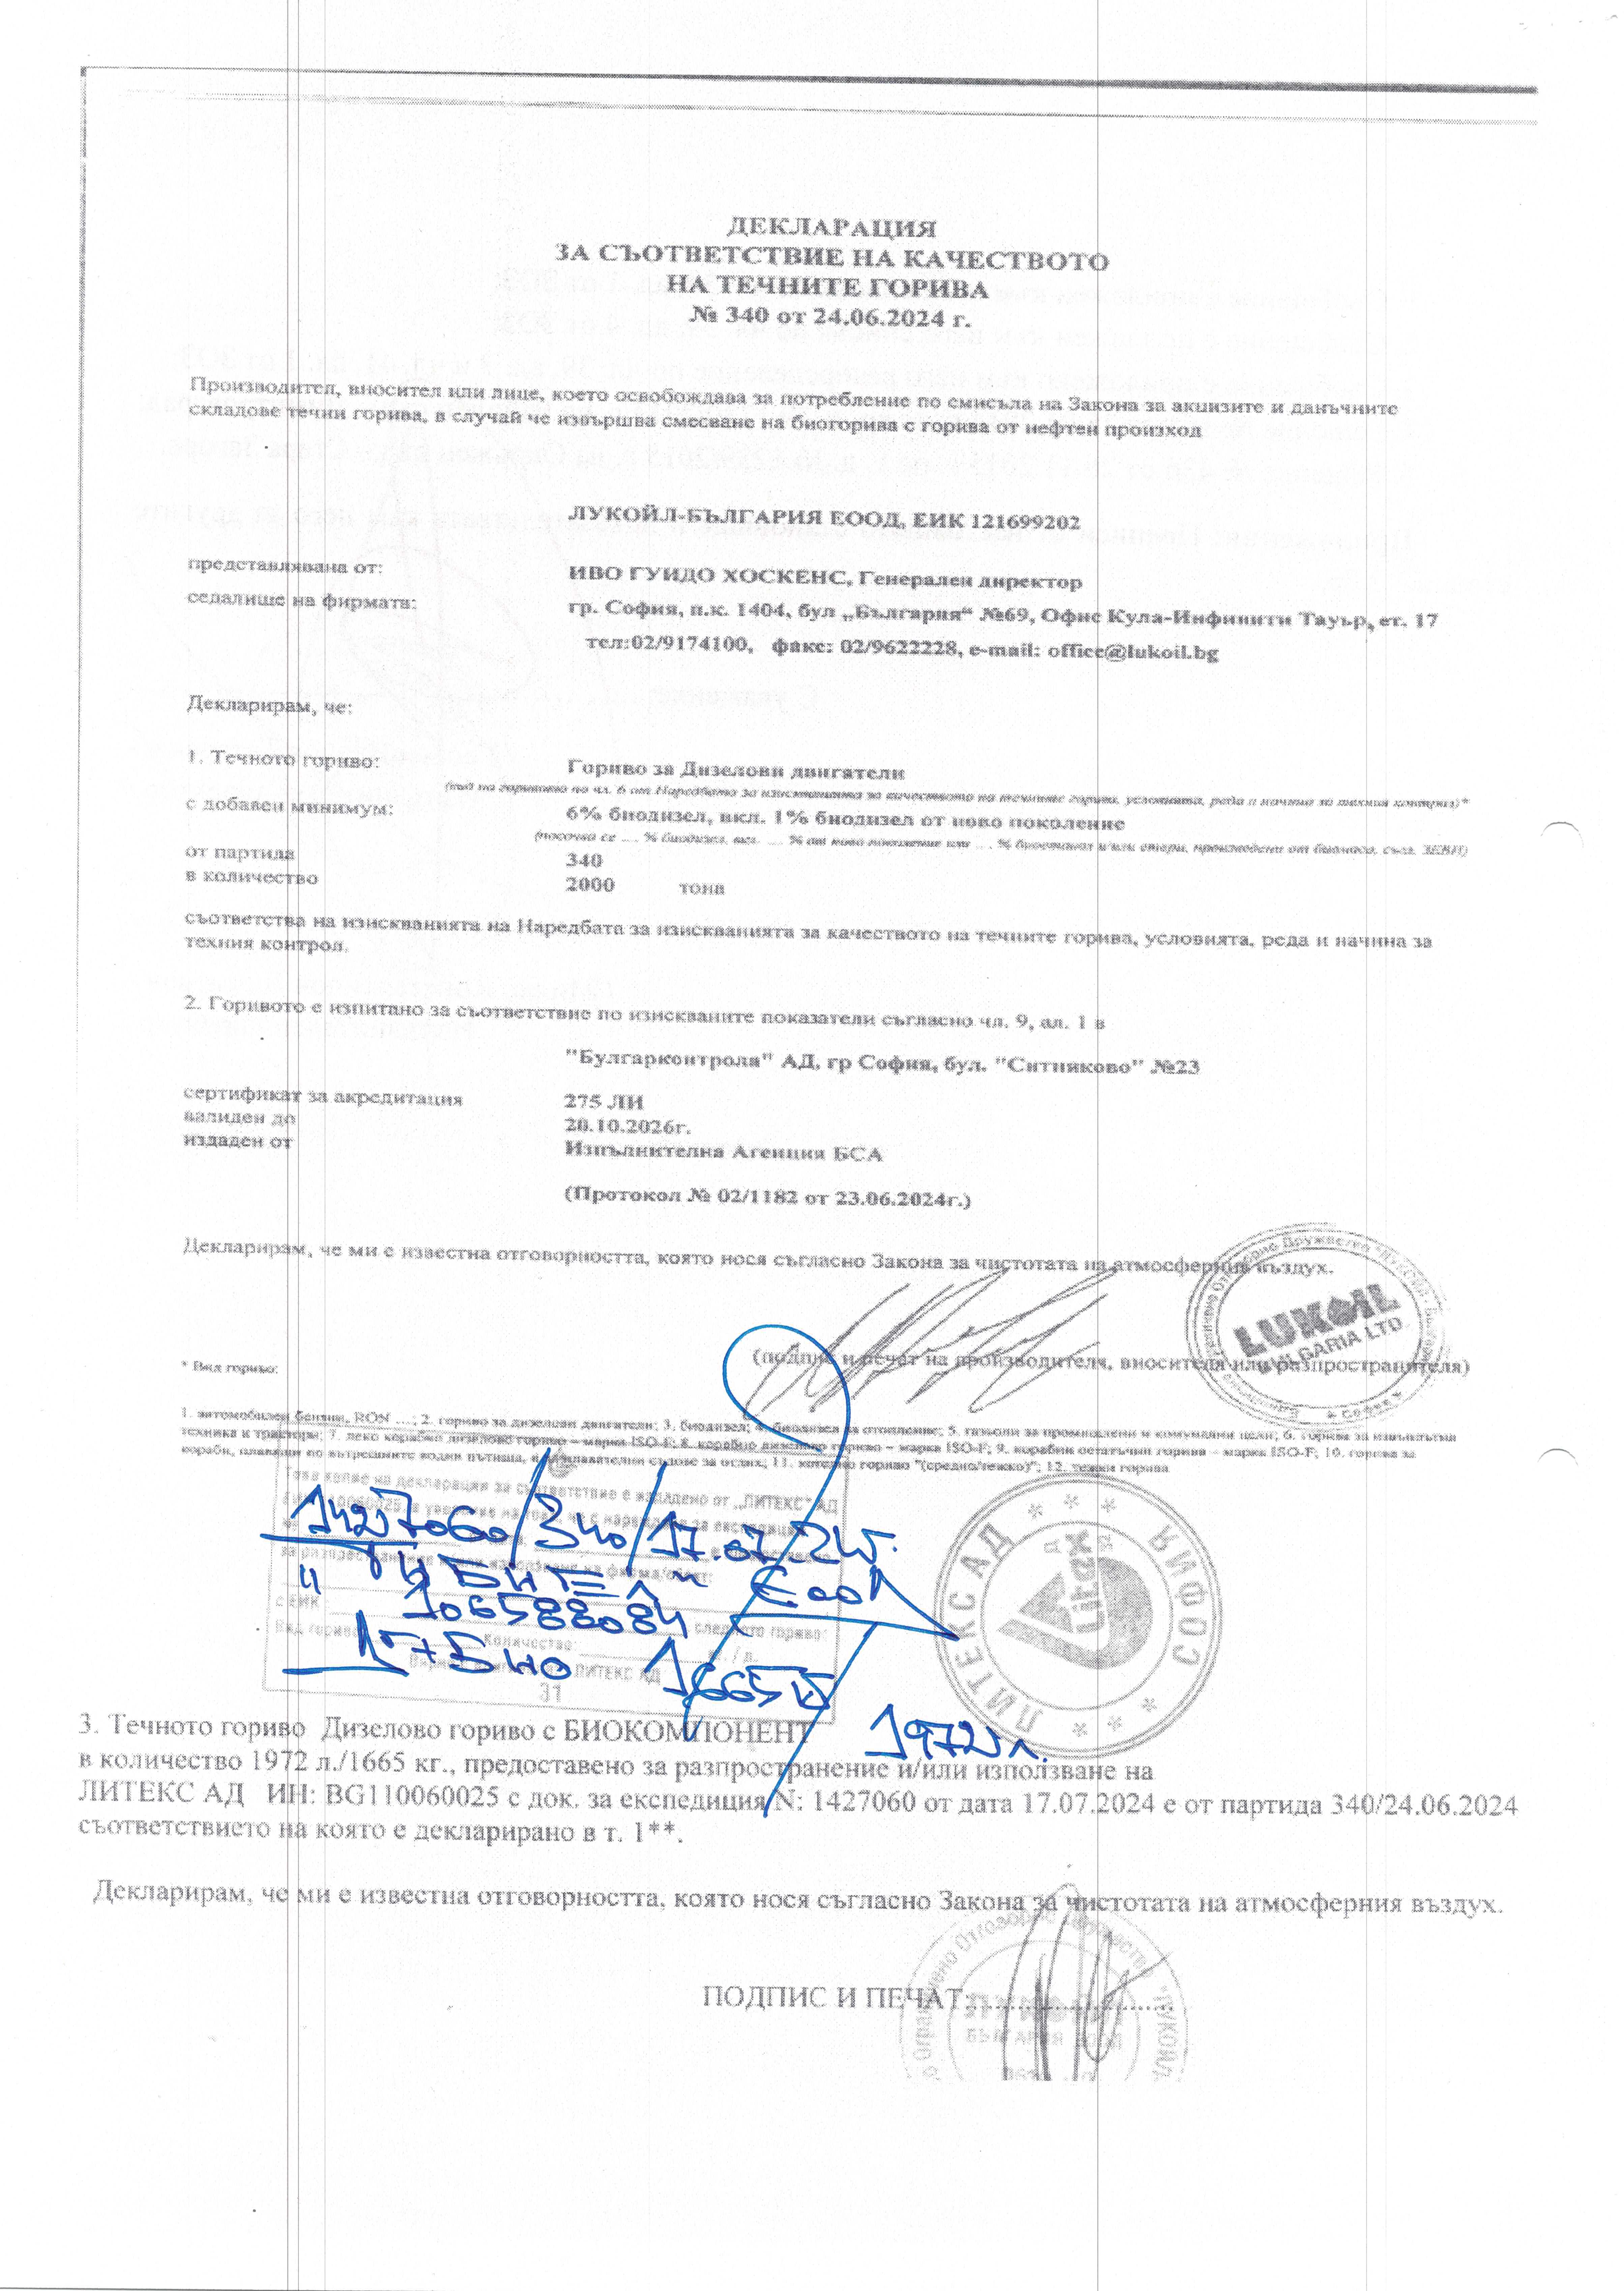 ДЕКЛАРАЦИЯ
ЗА СЪОТВЕТСТВИЕ НА КАЧЕСТВОТО
НА ТЕЧНИТЕ ГОРИВА
№ 340 от 24.06.2024 г.
Производител, вносител или лице, което освобождава за потребление по смисъла на Закона за акцизите и данъчните
складове течни горива, в случай че извършва смесване на биогорива с горива от нефтен произход
ЛУКОЙЛ-БЪЛГАРИЯ ЕООД, ЕИК 121699202
представлявана от: ИВО ГУИДО ХОСКЕНС, Генерален директор
седалище на фирмата: гр. София, п.к. 1404, бул „България“ №69, Офис Кула-Инфинити Тауър, ет. 17
тел:02/9174100, факс: 02/9622228, e-mail: office@lukoil.bg
Декларирам, че:
1. Течното гориво: Гориво за Дизелови двигатели
(вид на горивото по чл. 6 от Наредбата за изискванията за качеството на течните горива, условията, реда и начина за техния контрол)*
с добавен минимум: 6% биодизел, вкл. 1% биодизел от ново поколение
(посочва се ... % биодизел, вкл. ... % от ново поколение или ... % биоетанол и/или етери, произведени от биомаса, съгл. ЗЕВИ)
от партида 340
в количество 2000 тона
съответства на изискванията на Наредбата за изискванията за качеството на течните горива, условията, реда и начина за
техния контрол.
2. Горивото е изпитано за съответствие по изискваните показатели съгласно чл. 9, ал. 1 в
"Булгарконтрола" АД, гр София, бул. "Ситняково" №23
сертификат за акредитация 275 ЛИ
валиден до 20.10.2026г.
издаден от Изпълнителна Агенция БСА
(Протокол № 02/1182 от 23.06.2024г.)
Декларирам, че ми е известна отговорността, която нося съгласно Закона за чистотата на атмосферния въздух.
LUKOIL
BULGARIA LTD
София
(подпис и печат на производителя, вносителя или разпространителя)
* Вид гориво:
1. автомобилен бензин, RON ...; 2. гориво за дизелови двигатели; 3. биодизел; 4. биодизел за отопление; 5. газьоли за промишлени и комунални цели; 6. горива за извънпътна
техника и трактори; 7. леко корабно дизелово гориво – марки ISO-F; 8. корабно дизелово гориво – марки ISO-F; 9. корабни остатъчни горива – марки ISO-F; 10. горива за
кораби, плаващи по вътрешните водни пътища, и плавателни съдове за отдих; 11. котелно гориво "(средно/тежко)"; 12. тежки горива
Това копие на декларации за съответствие е издадено от „ЛИТЕКС" АД
1427060/340/17.07.24г.
ЕООД
с ЕИК 106588084 следното гориво:
Вид гориво Количество:
Био 1665
ЛИТЕКС АД
31
1972 л.
ЛИТЕКС АД
СОФИЯ
Litex
3. Течното гориво Дизелово гориво с БИОКОМПОНЕНТ
в количество 1972 л./1665 кг., предоставено за разпространение и/или използване на
ЛИТЕКС АД ИН: BG110060025 с док. за експедиция N: 1427060 от дата 17.07.2024 е от партида 340/24.06.2024
съответствието на която е декларирано в т. 1**.
Декларирам, че ми е известна отговорността, която нося съгласно Закона за чистотата на атмосферния въздух.
ПОДПИС И ПЕЧАТ: